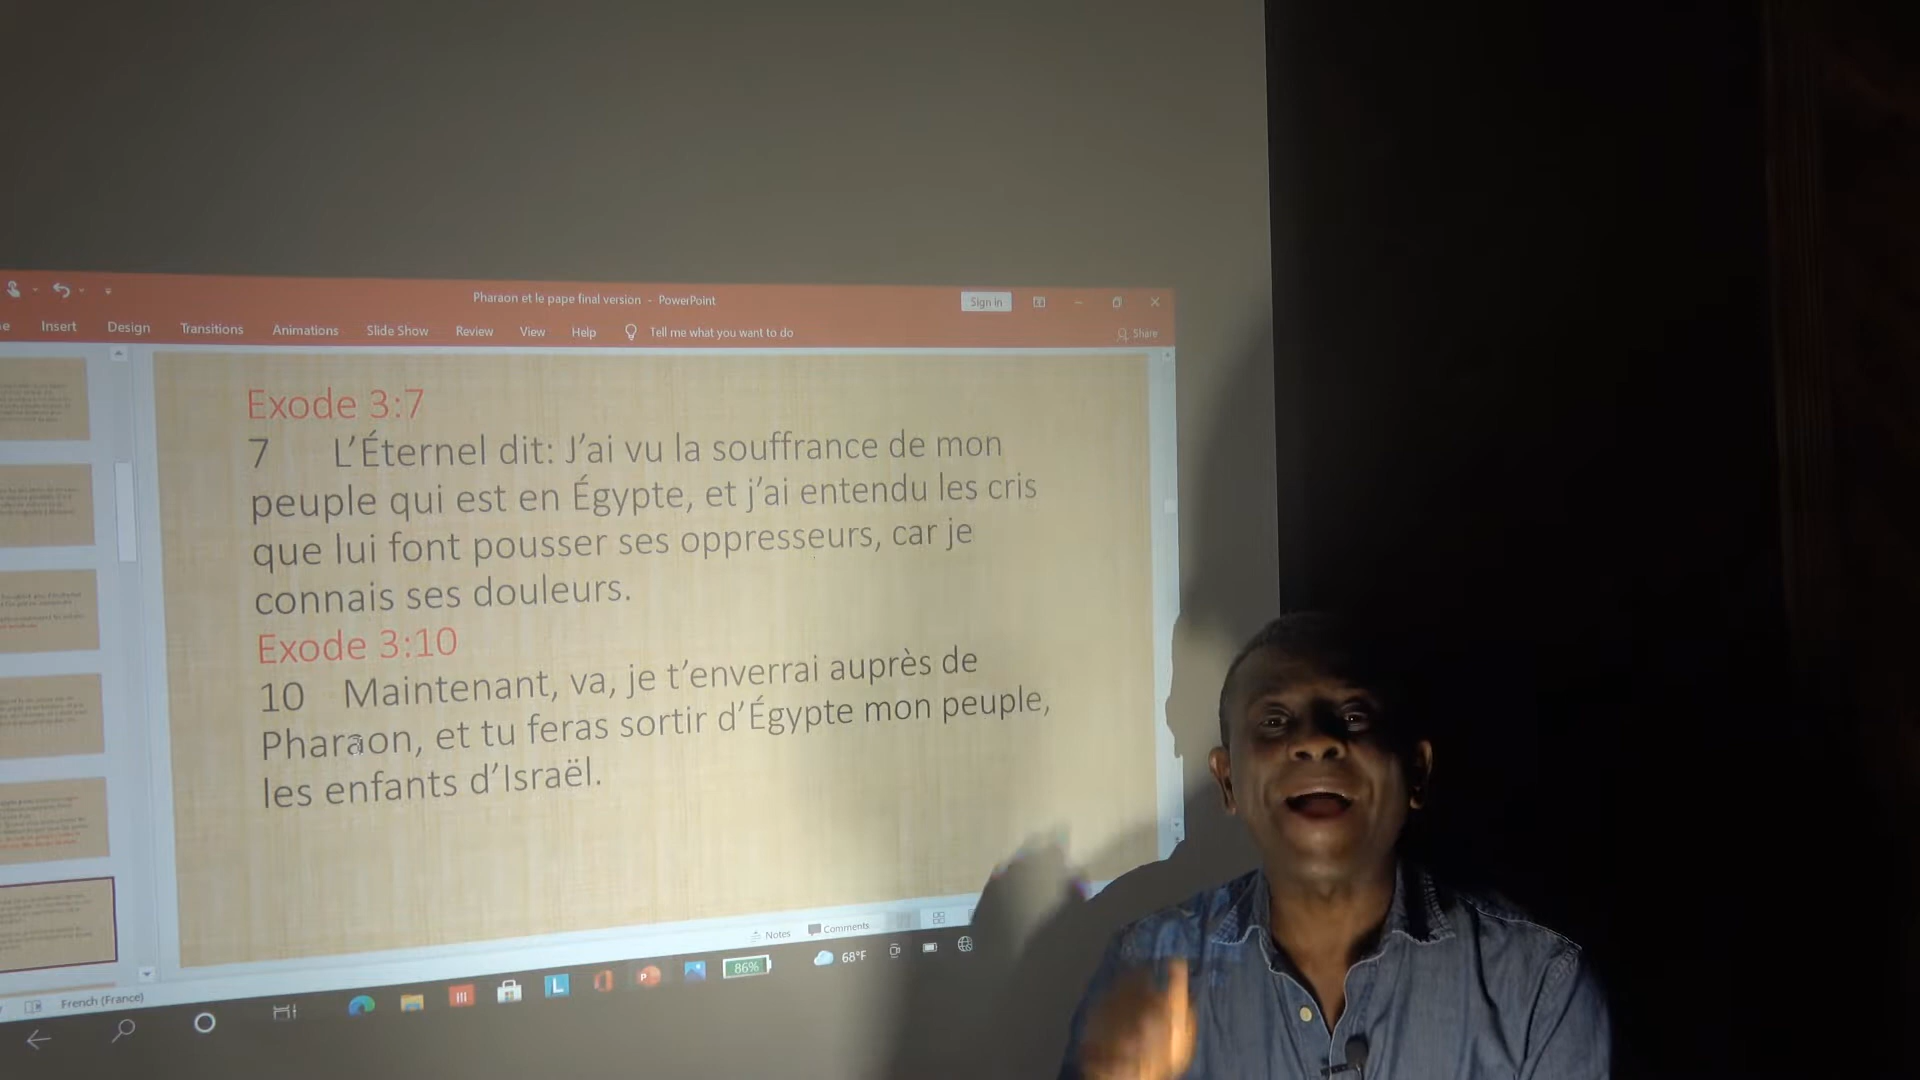 Pharaon et le pape final version - PowerPoint
Sign in
Insert Design Transitions Animations Slide Show Review View Help Tell me what you want to do Share
Exode 3:7
7 L’Éternel dit: J’ai vu la souffrance de mon
peuple qui est en Égypte, et j’ai entendu les cris
que lui font pousser ses oppresseurs, car je
connais ses douleurs.
Exode 3:10
10 Maintenant, va, je t’enverrai auprès de
Pharaon, et tu feras sortir d’Égypte mon peuple,
les enfants d’Israël.
Notes Comments
French (France)
86% 68°F